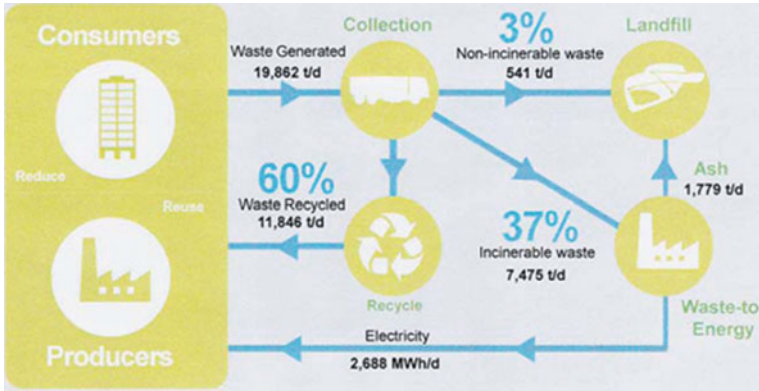 Consumers
Reduce
Reuse
Producers
Waste Generated
19,862 t/d
Collection
3%
Non-incinerable waste
541 t/d
Landfill
60%
Waste Recycled
11,846 t/d
Recycle
37%
Incinerable waste
7,475 t/d
Ash
1,779 t/d
Waste-to
Energy
Electricity
2,688 MWh/d